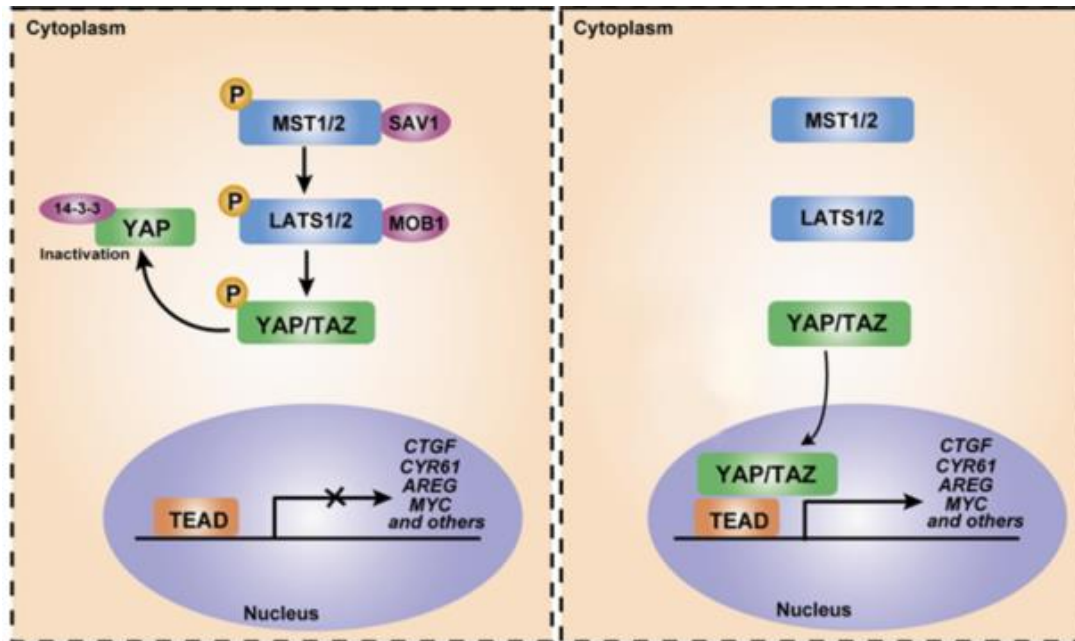 Cytoplasm
P
MST1/2
SAV1
P
LATS1/2
MOB1
14-3-3
YAP
Inactivation
P
YAP/TAZ
CTGF
CYR61
AREG
MYC
and others
TEAD
Nucleus
Cytoplasm
MST1/2
LATS1/2
YAP/TAZ
CTGF
CYR61
AREG
MYC
and others
YAP/TAZ
TEAD
Nucleus